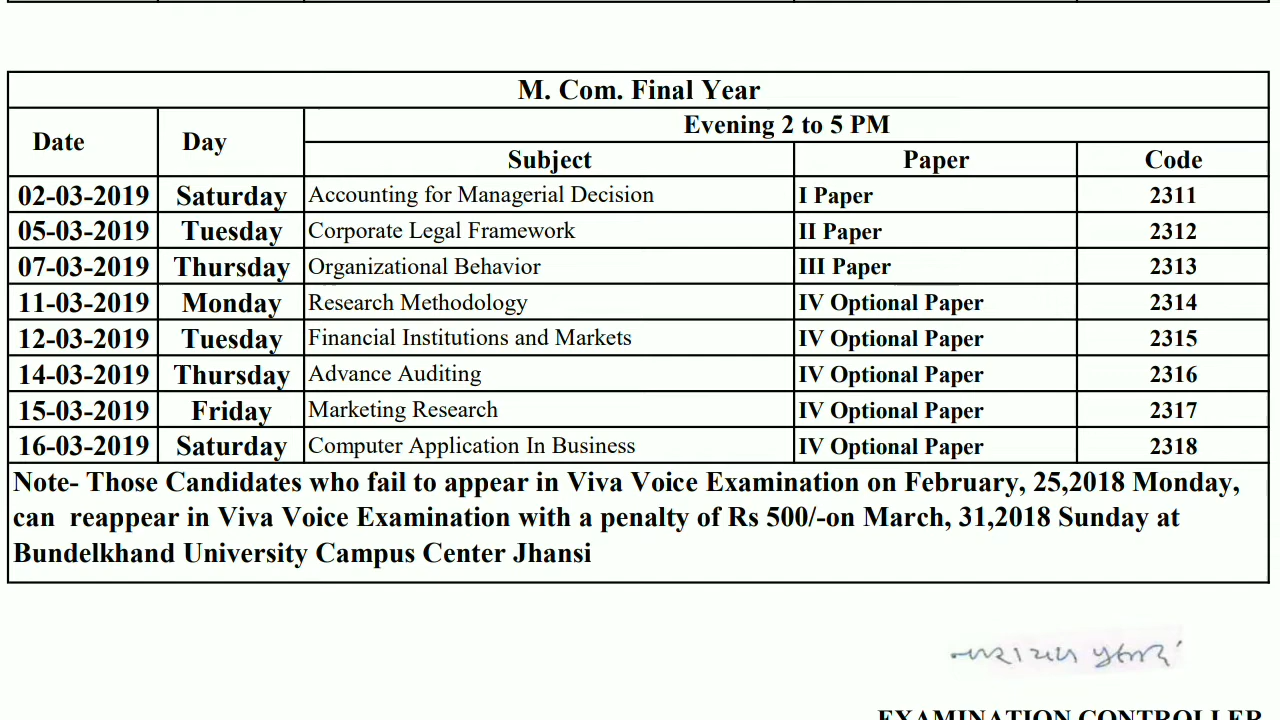 M. Com. Final Year
Date Day Evening 2 to 5 PM
Subject Paper Code
02-03-2019 Saturday Accounting for Managerial Decision I Paper 2311
05-03-2019 Tuesday Corporate Legal Framework II Paper 2312
07-03-2019 Thursday Organizational Behavior III Paper 2313
11-03-2019 Monday Research Methodology IV Optional Paper 2314
12-03-2019 Tuesday Financial Institutions and Markets IV Optional Paper 2315
14-03-2019 Thursday Advance Auditing IV Optional Paper 2316
15-03-2019 Friday Marketing Research IV Optional Paper 2317
16-03-2019 Saturday Computer Application In Business IV Optional Paper 2318
Note- Those Candidates who fail to appear in Viva Voice Examination on February, 25,2018 Monday,
can reappear in Viva Voice Examination with a penalty of Rs 500/-on March, 31,2018 Sunday at
Bundelkhand University Campus Center Jhansi
EXAMINATION CONTROLLER